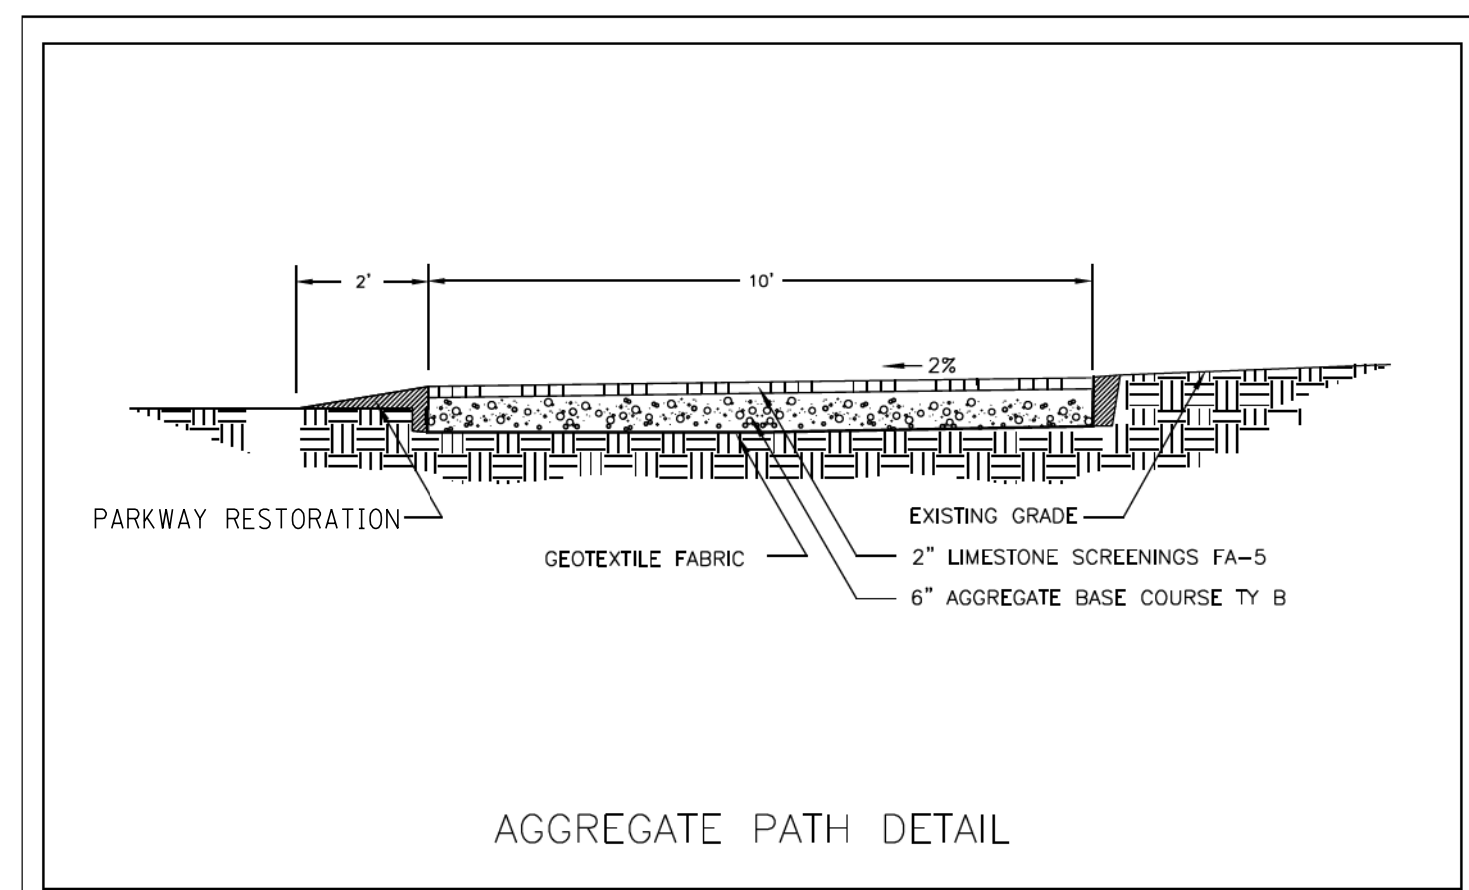 2'
10'
2%
PARKWAY RESTORATION
EXISTING GRADE
GEOTEXTILE FABRIC
2" LIMESTONE SCREENINGS FA-5
6" AGGREGATE BASE COURSE TY B
AGGREGATE PATH DETAIL